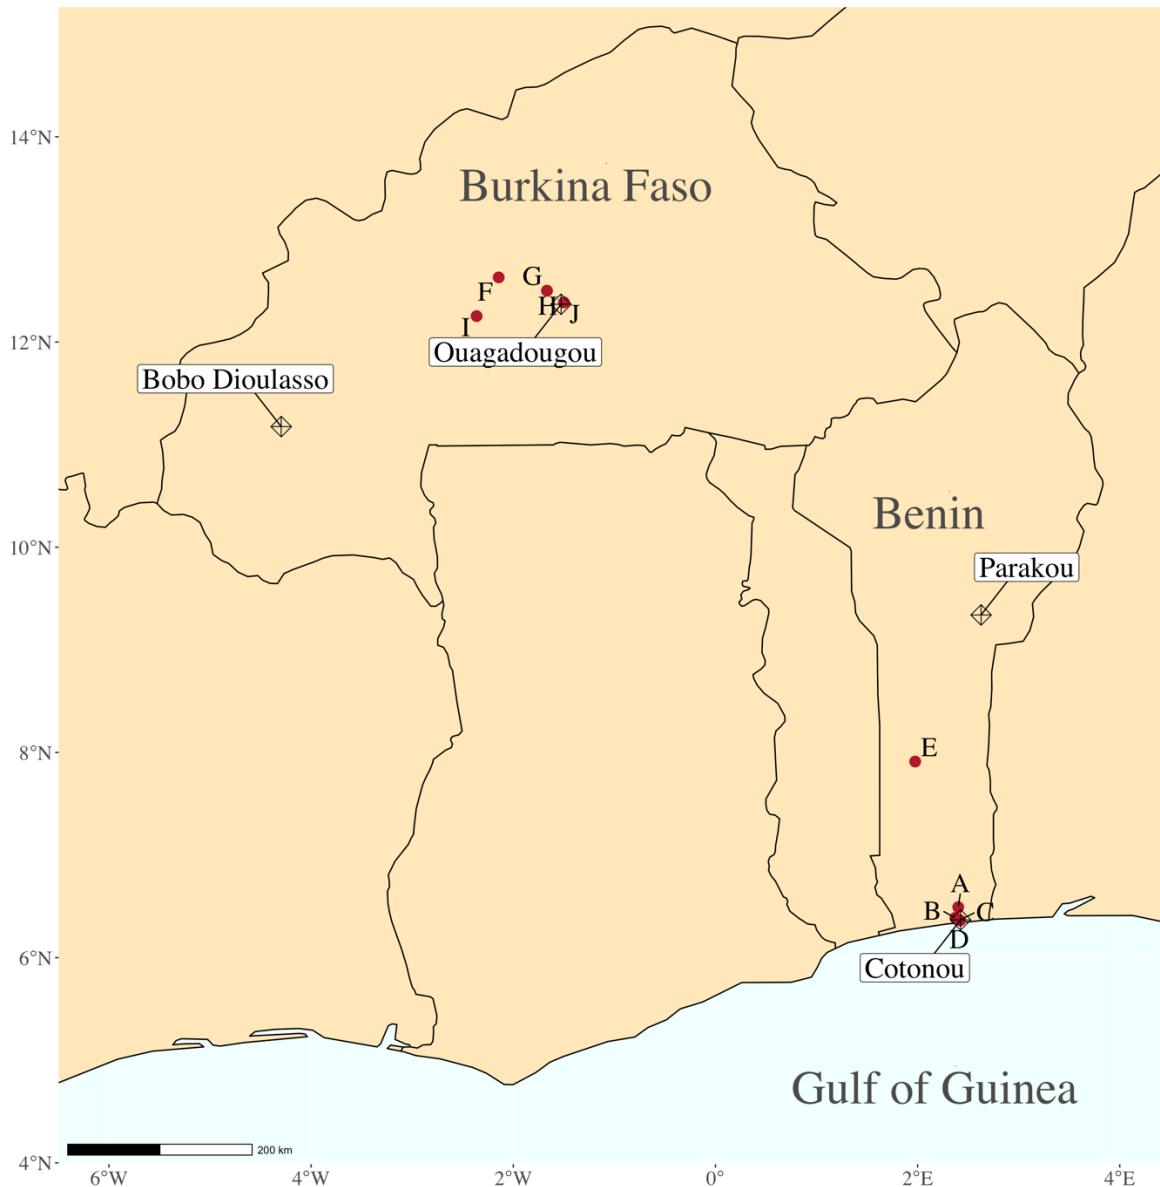 14°N
Burkina Faso
G
F
H
J
I
12°N
Ouagadougou
Bobo Dioulasso
Benin
10°N
Parakou
E
8°N
A
B
C
D
6°N
Cotonou
Gulf of Guinea
200 km
4°N
6°W
4°W
2°W
0°
2°E
4°E